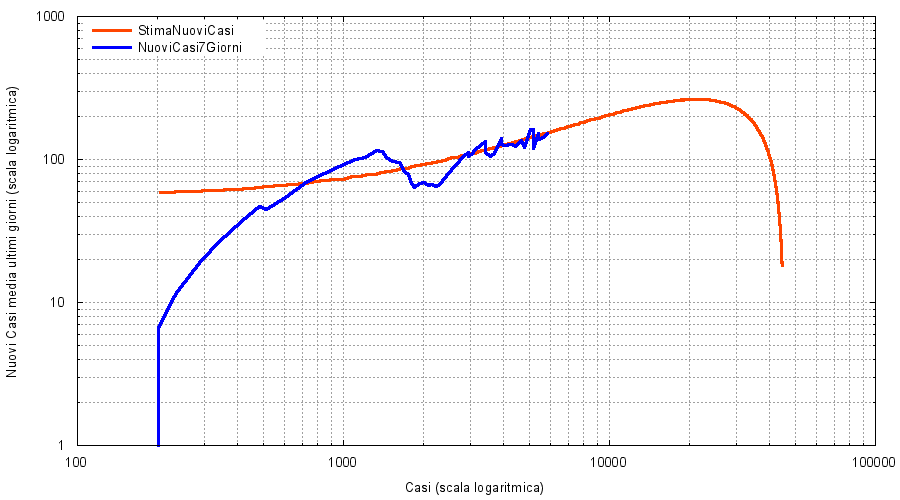 1000
StimaNuoviCasi
NuoviCasi7Giorni
100
10
1
100
1000
10000
100000
Nuovi Casi media ultimi giorni (scala logaritmica)
Casi (scala logaritmica)